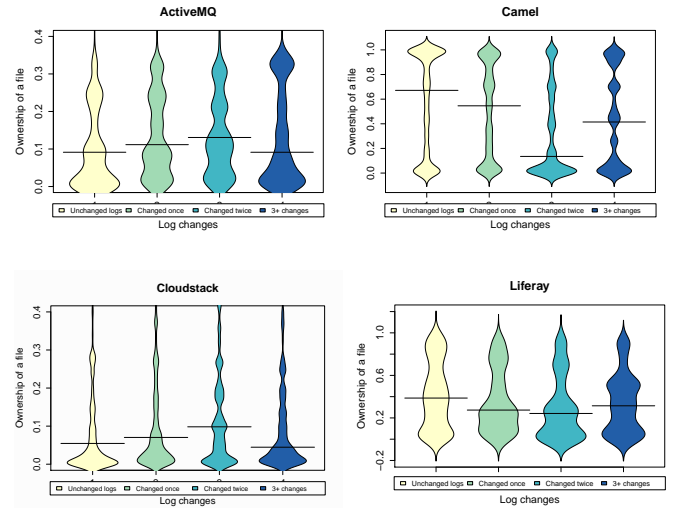 ActiveMQ
Ownership of a file
0.0 0.1 0.2 0.3 0.4
Unchanged logs Changed once Changed twice 3+ changes
Log changes
Camel
Ownership of a file
0.0 0.2 0.4 0.6 0.8 1.0
Unchanged logs Changed once Changed twice 3+ changes
Log changes
Cloudstack
Ownership of a file
0.0 0.1 0.2 0.3 0.4
Unchanged logs Changed once Changed twice 3+ changes
Log changes
Liferay
Ownership of a file
−0.2 0.2 0.6 1.0
Unchanged logs Changed once Changed twice 3+ changes
Log changes